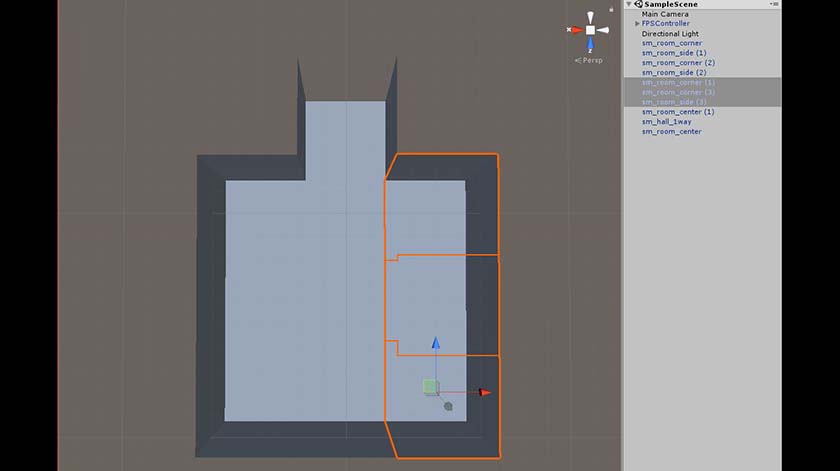 SampleScene
Main Camera
FPSController
Directional Light
sm_room_corner
sm_room_side (1)
sm_room_corner (2)
sm_room_side (2)
sm_room_corner (1)
sm_room_corner (3)
sm_room_side (3)
sm_room_center (1)
sm_hall_1way
sm_room_center
x
z
Persp